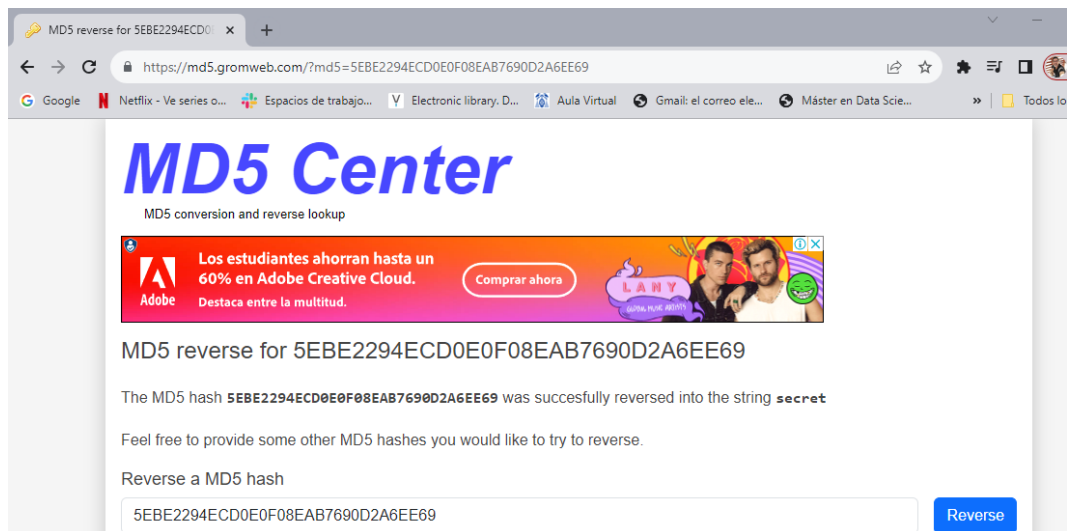 MD5 reverse for 5EBE2294ECD0E
https://md5.gromweb.com/?md5=5EBE2294ECD0E0F08EAB7690D2A6EE69
Google Netflix - Ve series o... Espacios de trabajo... Electronic library. D... Aula Virtual Gmail: el correo ele... Máster en Data Scie... » Todos lo
MD5 Center
MD5 conversion and reverse lookup
Los estudiantes ahorran hasta un
60% en Adobe Creative Cloud.
Destaca entre la multitud.
Adobe
Comprar ahora
LANY
MD5 reverse for 5EBE2294ECD0E0F08EAB7690D2A6EE69
The MD5 hash 5EBE2294ECD0E0F08EAB7690D2A6EE69 was succesfully reversed into the string secret
Feel free to provide some other MD5 hashes you would like to try to reverse.
Reverse a MD5 hash
5EBE2294ECD0E0F08EAB7690D2A6EE69
Reverse